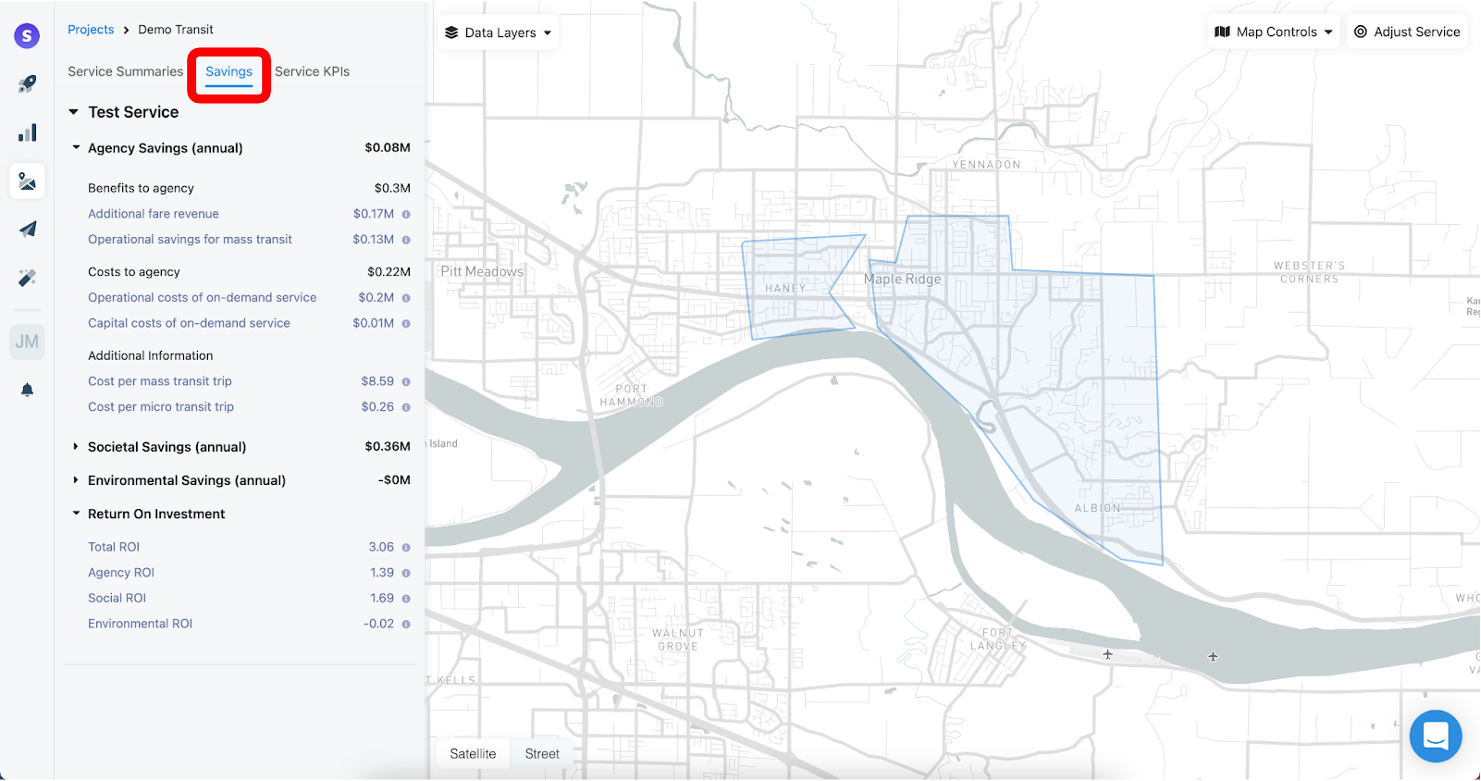 S
Projects > Demo Transit
Service Summaries Savings Service KPIs
Test Service
Agency Savings (annual) $0.08M
Benefits to agency $0.3M
Additional fare revenue $0.17M
Operational savings for mass transit $0.13M
Costs to agency $0.22M
Operational costs of on-demand service $0.2M
Capital costs of on-demand service $0.01M
Additional Information
Cost per mass transit trip $8.59
Cost per micro transit trip $0.26
Societal Savings (annual) $0.36M
Environmental Savings (annual) -$0M
Return On Investment
Total ROI 3.06
Agency ROI 1.39
Social ROI 1.69
Environmental ROI -0.02
JM
Data Layers
Map Controls
Adjust Service
YENNADON
Pitt Meadows
HANEY
Maple Ridge
WEBSTER'S
CORNERS
Kan
Reg
PORT
HAMMOND
Island
ALBION
WHO
WALNUT
GROVE
FORT
LANGLEY
T KELLS
VA
Satellite
Street